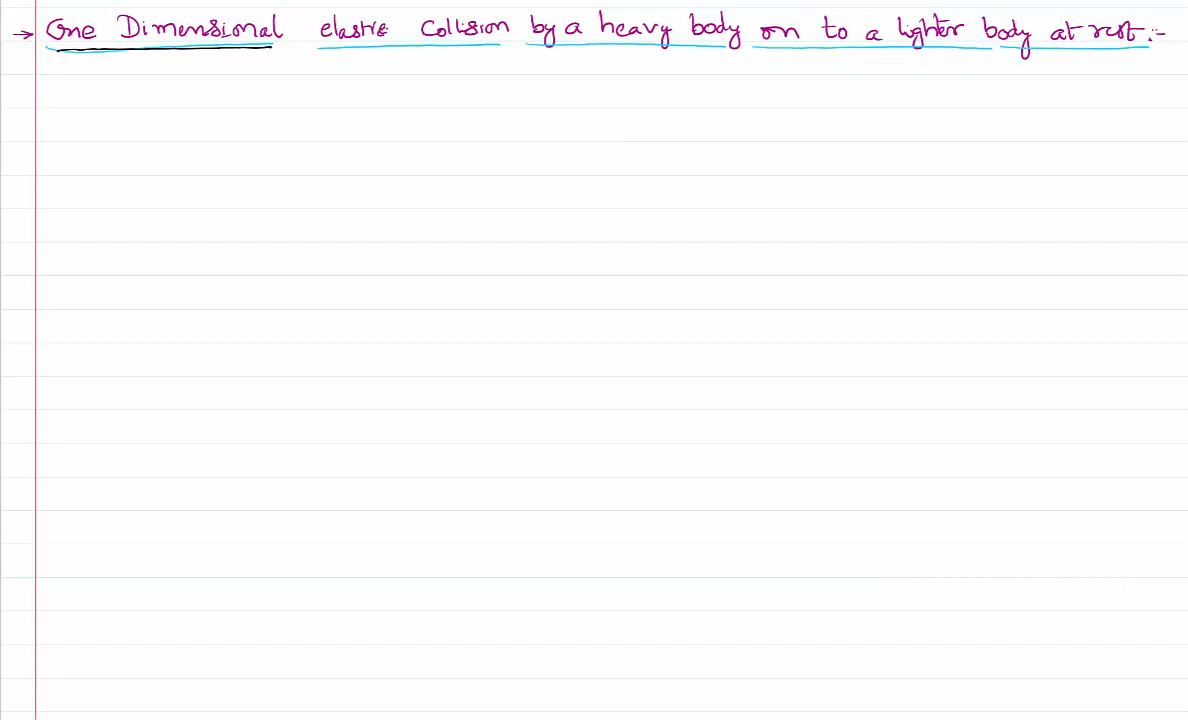 → One Dimensional elastic Collision by a heavy body on to a lighter body at rest :-